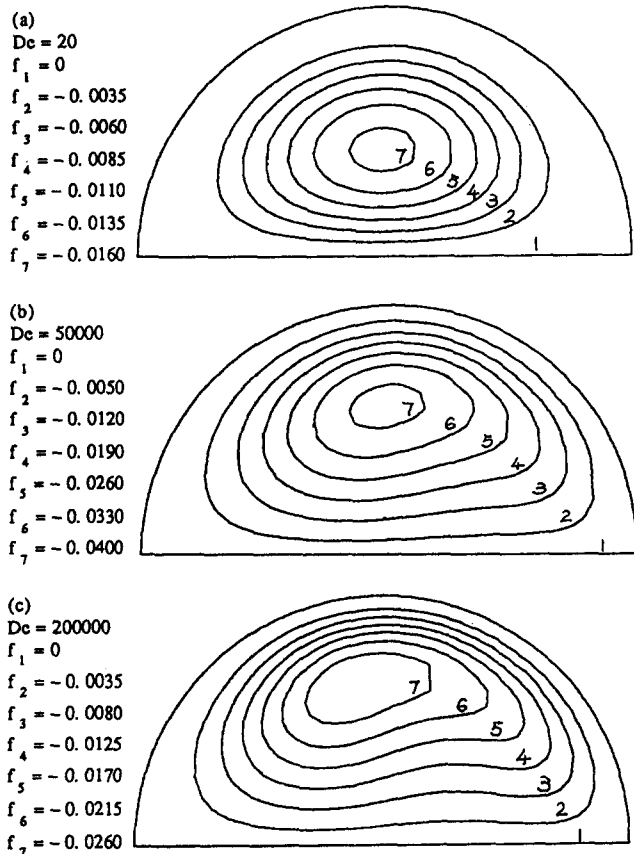 (a)
Dc = 20
f₁ = 0
f₂ = − 0.0035
f₃ = − 0.0060
f₄ = − 0.0085
f₅ = − 0.0110
f₆ = − 0.0135
f₇ = − 0.0160
7 6 5 4 3 2 1
(b)
Dc = 50000
f₁ = 0
f₂ = − 0.0050
f₃ = − 0.0120
f₄ = − 0.0190
f₅ = − 0.0260
f₆ = − 0.0330
f₇ = − 0.0400
7 6 5 4 3 2 1
(c)
Dc = 200000
f₁ = 0
f₂ = − 0.0035
f₃ = − 0.0080
f₄ = − 0.0125
f₅ = − 0.0170
f₆ = − 0.0215
f₇ = − 0.0260
7 6 5 4 3 2 1